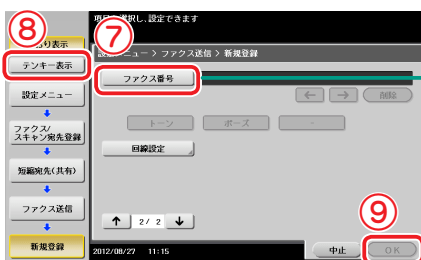 ⑧
⑦
項目を選択し、設定できます
り表示
テンキー表示
設定メニュー > ファクス送信 > 新規登録
ファクス番号
← → 削除
設定メニュー
トーン ポーズ -
ファクス/
スキャン宛先登録
回線設定
短縮宛先(共有)
ファクス送信
↑ 2/ 2 ↓
⑨
新規登録
2012/08/27 11:15
中止 OK